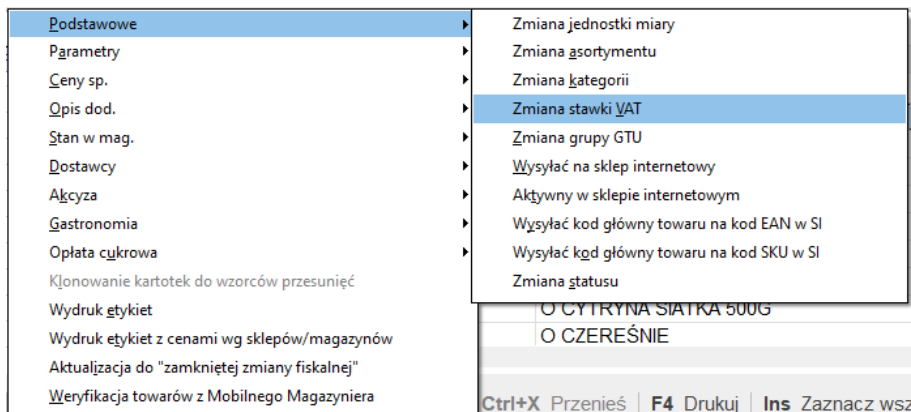 Podstawowe
Parametry
Ceny sp.
Opis dod.
Stan w mag.
Dostawcy
Akcyza
Gastronomia
Opłata cukrowa
Klonowanie kartotek do wzorców przesunięć
Wydruk etykiet
Wydruk etykiet z cenami wg sklepów/magazynów
Aktualizacja do "zamkniętej zmiany fiskalnej"
Weryfikacja towarów z Mobilnego Magazyniera
Zmiana jednostki miary
Zmiana asortymentu
Zmiana kategorii
Zmiana stawki VAT
Zmiana grupy GTU
Wysyłać na sklep internetowy
Aktywny w sklepie internetowym
Wysyłać kod główny towaru na kod EAN w SI
Wysyłać kod główny towaru na kod SKU w SI
Zmiana statusu
O CYTRYNA SIATKA 500G
O CZEREŚNIE
Ctrl+X Przenieś F4 Drukuj Ins Zaznacz wsz